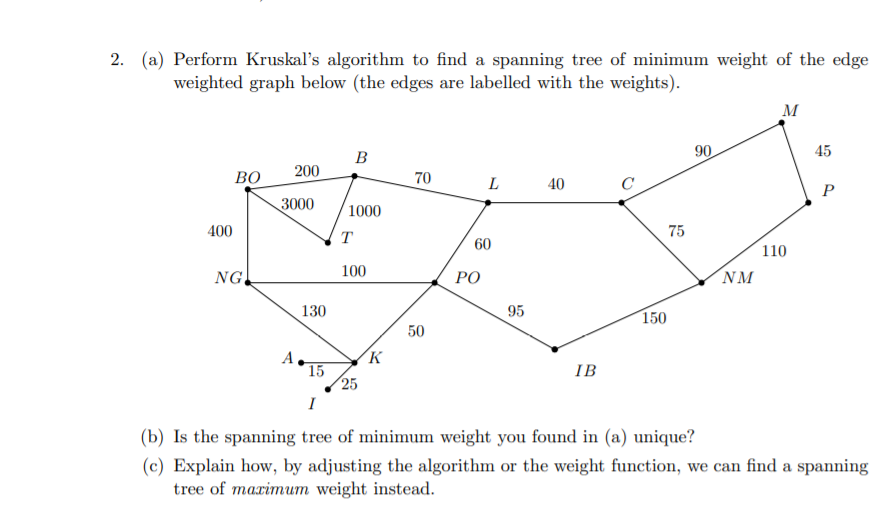 2. (a) Perform Kruskal's algorithm to find a spanning tree of minimum weight of the edge
weighted graph below (the edges are labelled with the weights).
M
90
45
B
200
BO
70
L
40
C
P
3000
1000
400
T
75
60
110
NG
100
PO
NM
130
95
150
50
A
K
15
IB
25
I
(b) Is the spanning tree of minimum weight you found in (a) unique?
(c) Explain how, by adjusting the algorithm or the weight function, we can find a spanning
tree of maximum weight instead.